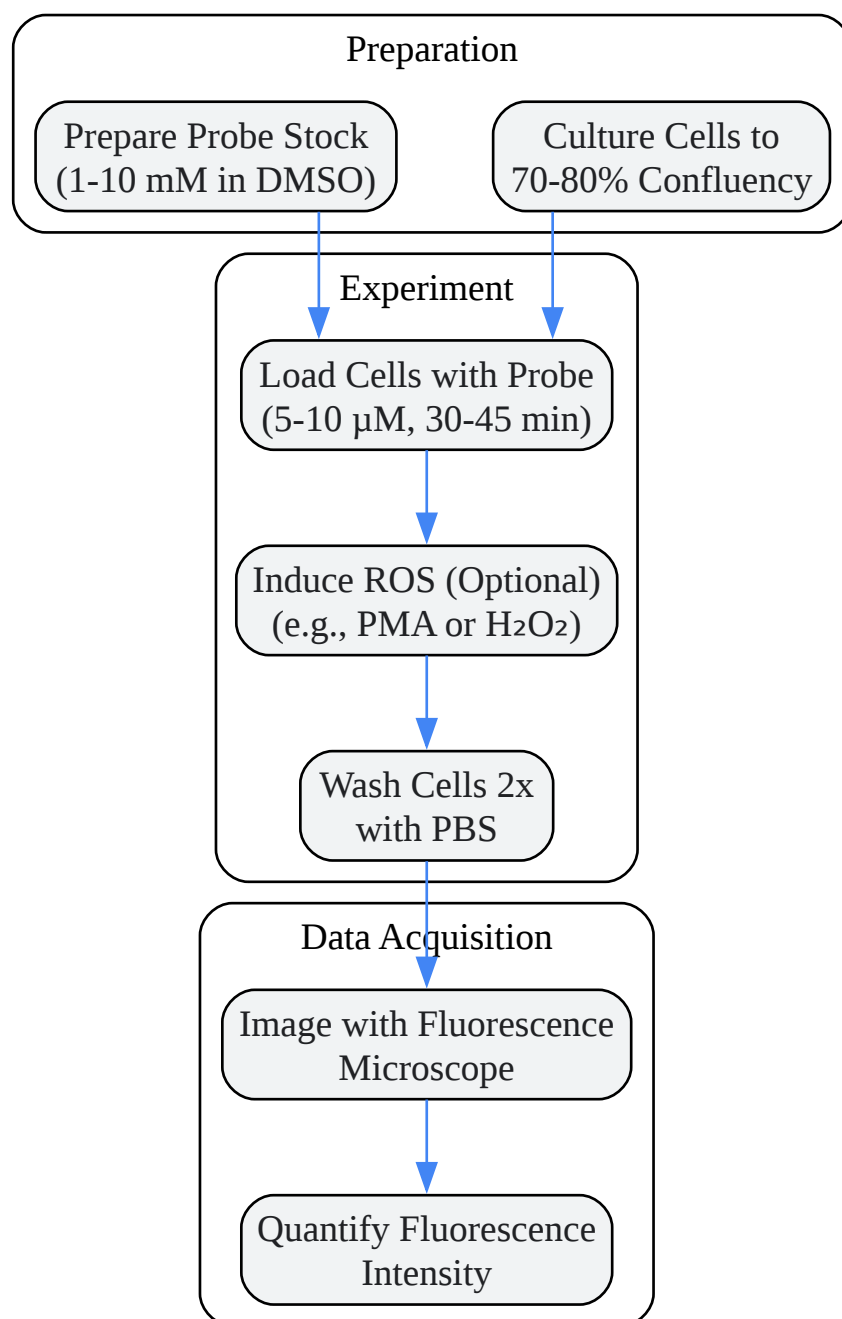 Preparation
Prepare Probe Stock
(1-10 mM in DMSO)
Culture Cells to
70-80% Confluency
Experiment
Load Cells with Probe
(5-10 µM, 30-45 min)
Induce ROS (Optional)
(e.g., PMA or H₂O₂)
Wash Cells 2x
with PBS
Data Acquisition
Image with Fluorescence
Microscope
Quantify Fluorescence
Intensity